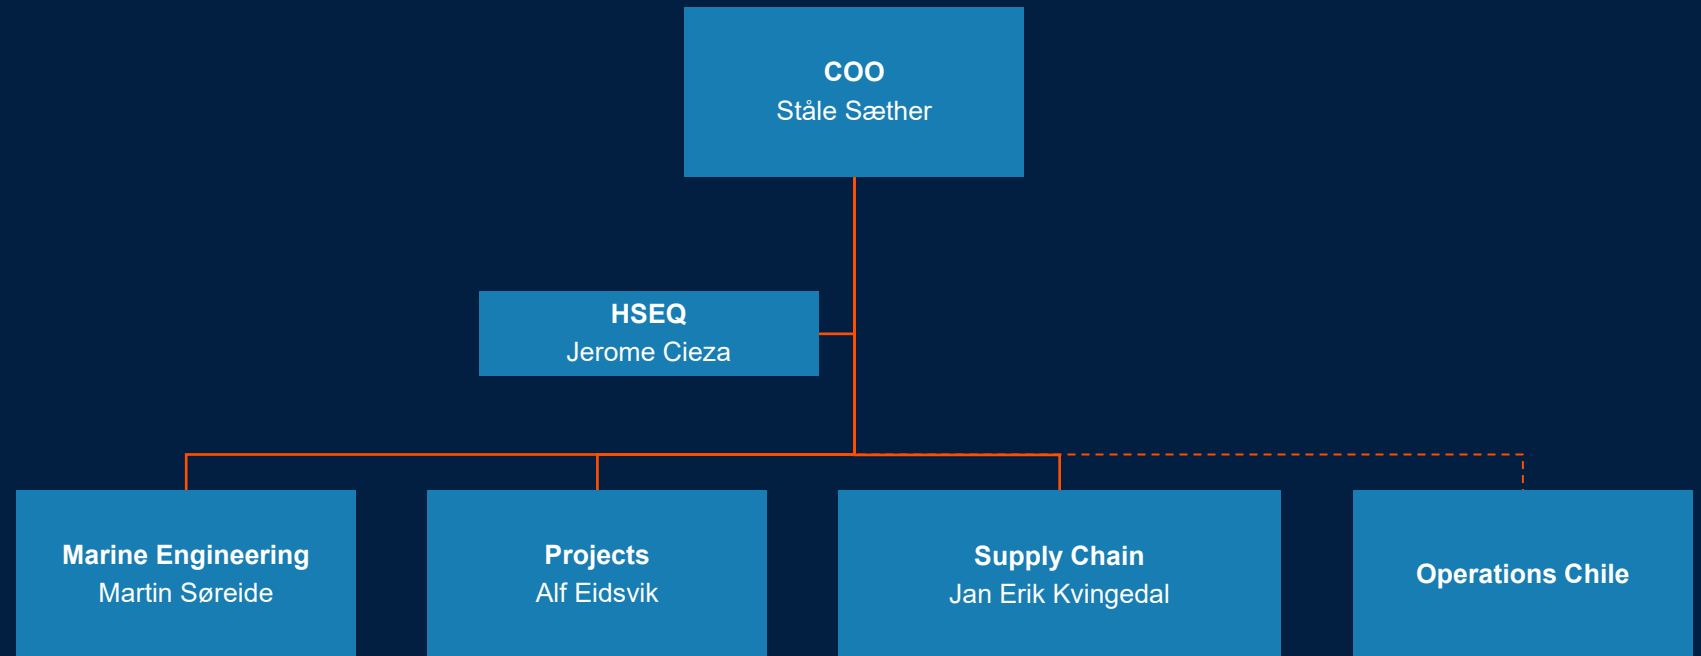 COO
Ståle Sæther
HSEQ
Jerome Cieza
Marine Engineering
Martin Søreide
Projects
Alf Eidsvik
Supply Chain
Jan Erik Kvingedal
Operations Chile